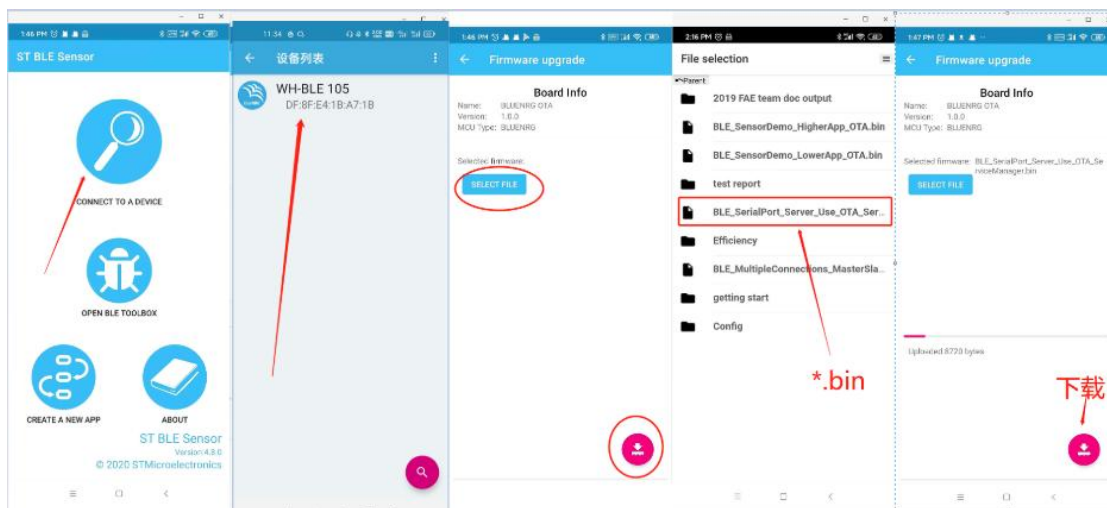 1:46 PM
ST BLE Sensor
CONNECT TO A DEVICE
OPEN BLE TOOLBOX
CREATE A NEW APP
ABOUT
ST BLE Sensor
Version 4.8.0
© 2020 STMicroelectronics
11:34
设备列表
WH-BLE 105
DF:8F:E4:1B:A7:1B
1:46 PM
Firmware upgrade
Board Info
Name: BLUENRG OTA
Version: 1.0.0
MCU Type: BLUENRG
Selected firmware:
SELECT FILE
2:16 PM
File selection
Parent
2019 FAE team doc output
BLE_SensorDemo_HigherApp_OTA.bin
BLE_SensorDemo_LowerApp_OTA.bin
test report
BLE_SerialPort_Server_Use_OTA_Ser...
Efficiency
BLE_MultipleConnections_MasterSla...
getting start
Config
*.bin
1:47 PM
Firmware upgrade
Board Info
Name: BLUENRG OTA
Version: 1.0.0
MCU Type: BLUENRG
Selected firmware: BLE_SerialPort_Server_Use_OTA_Se
rviceManager.bin
SELECT FILE
Uploaded 8720 bytes
下载